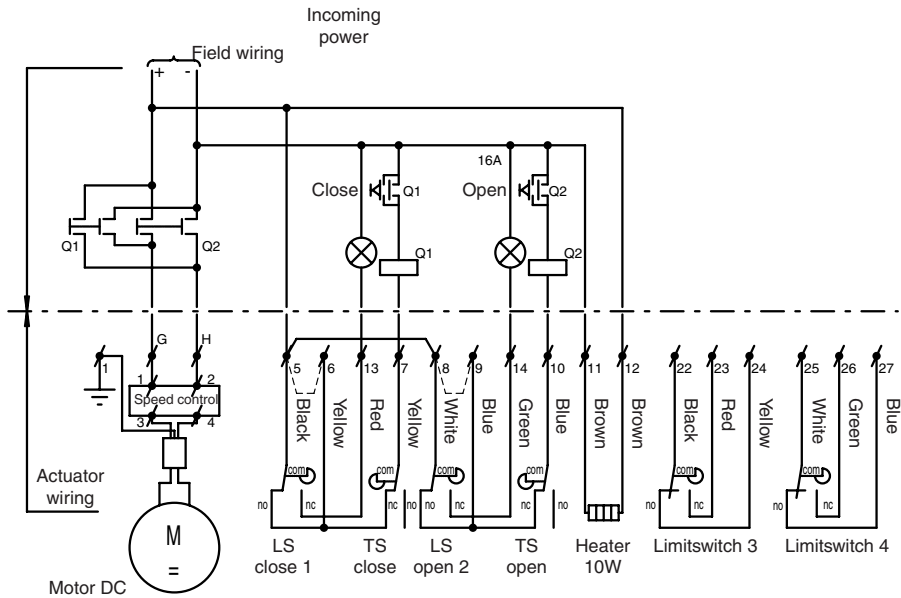 Incoming
power
Field wiring
+ -
16A
Close Q1 Open Q2
Q1 Q2 Q1 Q2
G H
1 5 6 13 7 8 9 14 10 11 12 22 23 24 25 26 27
1 2
Speed control
3 4
Black Yellow Red Yellow White Blue Green Blue Brown Brown Black Red Yellow White Green Blue
Actuator
wiring
com com com com com com
no nc no no nc no no nc no nc
M
=
LS
close 1
TS
close
LS
open 2
TS
open
Heater
10W
Limitswitch 3
Limitswitch 4
Motor DC